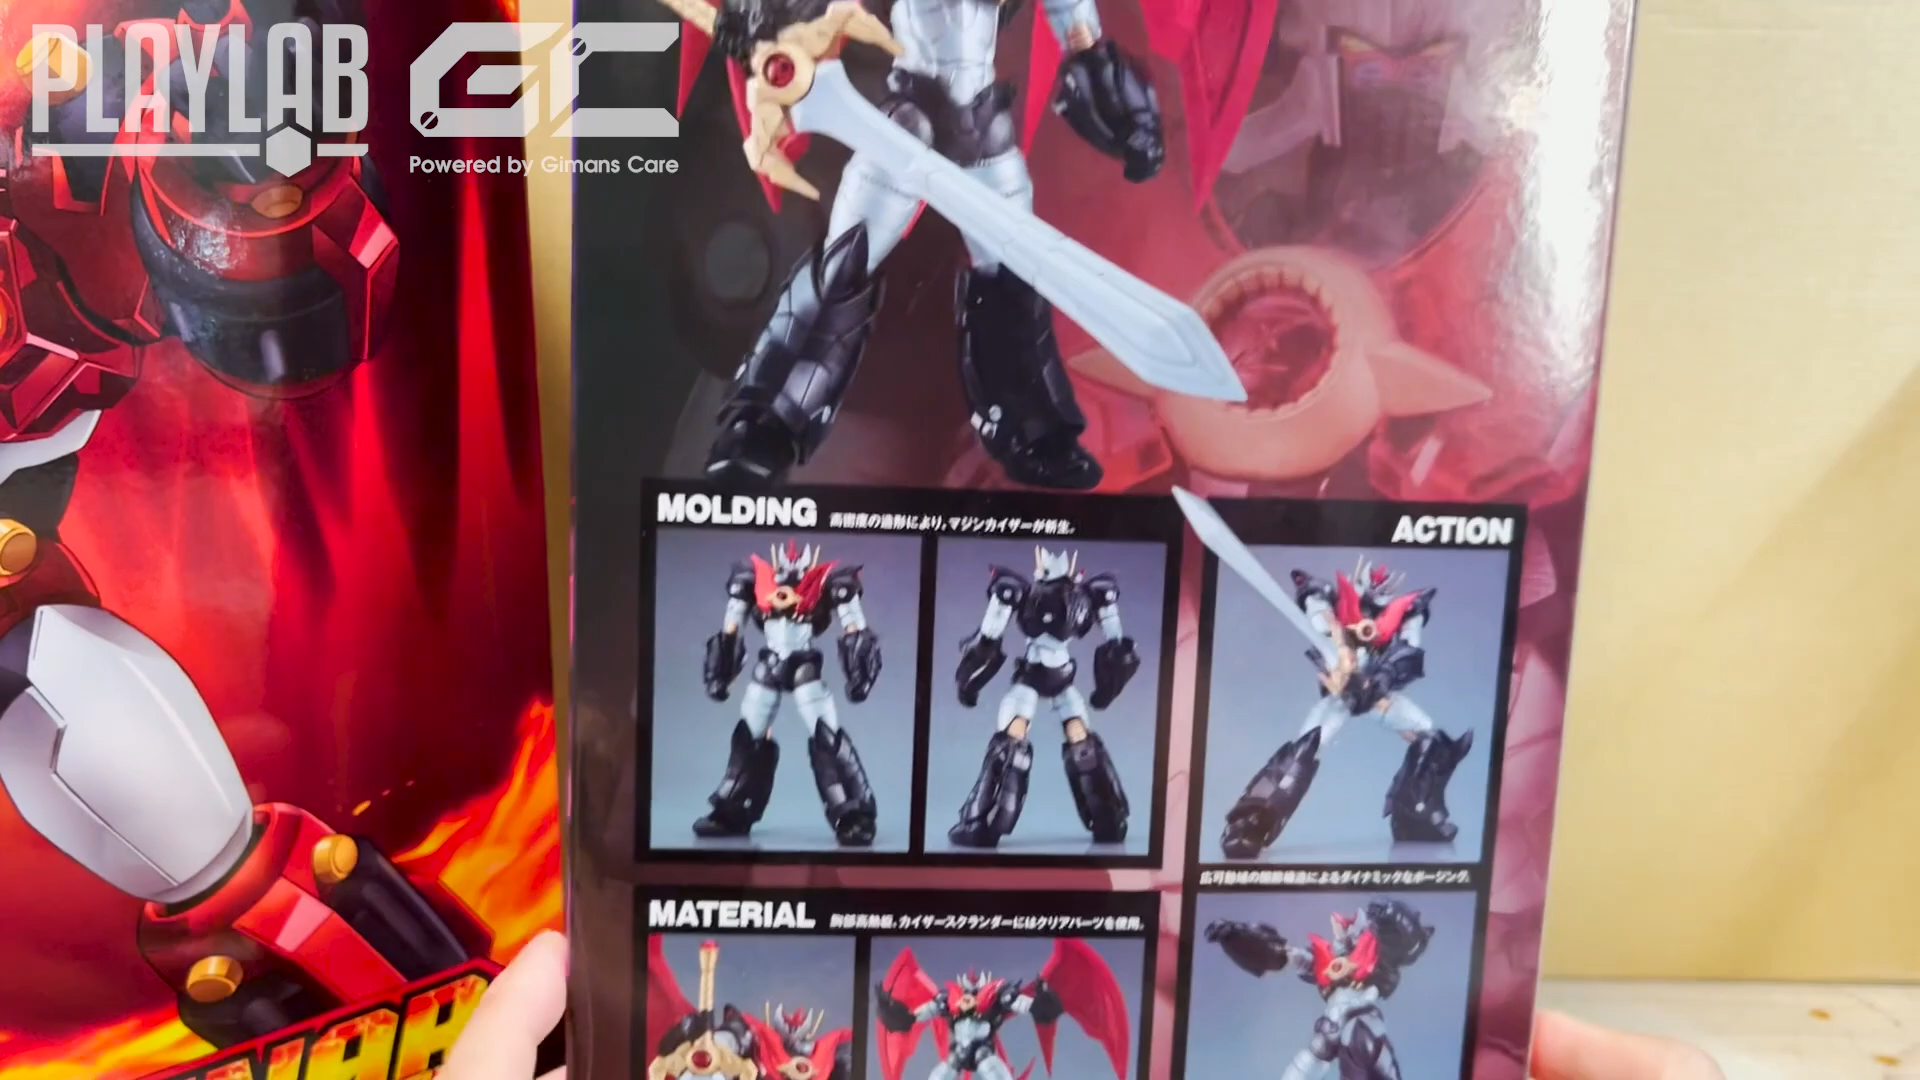 PLAYLAB GC
Powered by Gimans Care
MOLDING 高密度の造形により、マジンカイザーが新生。
ACTION
広可動域の関節構造によるダイナミックなポージング。
MATERIAL 胸部高熱板、カイザースクランダーにはクリアパーツを使用。